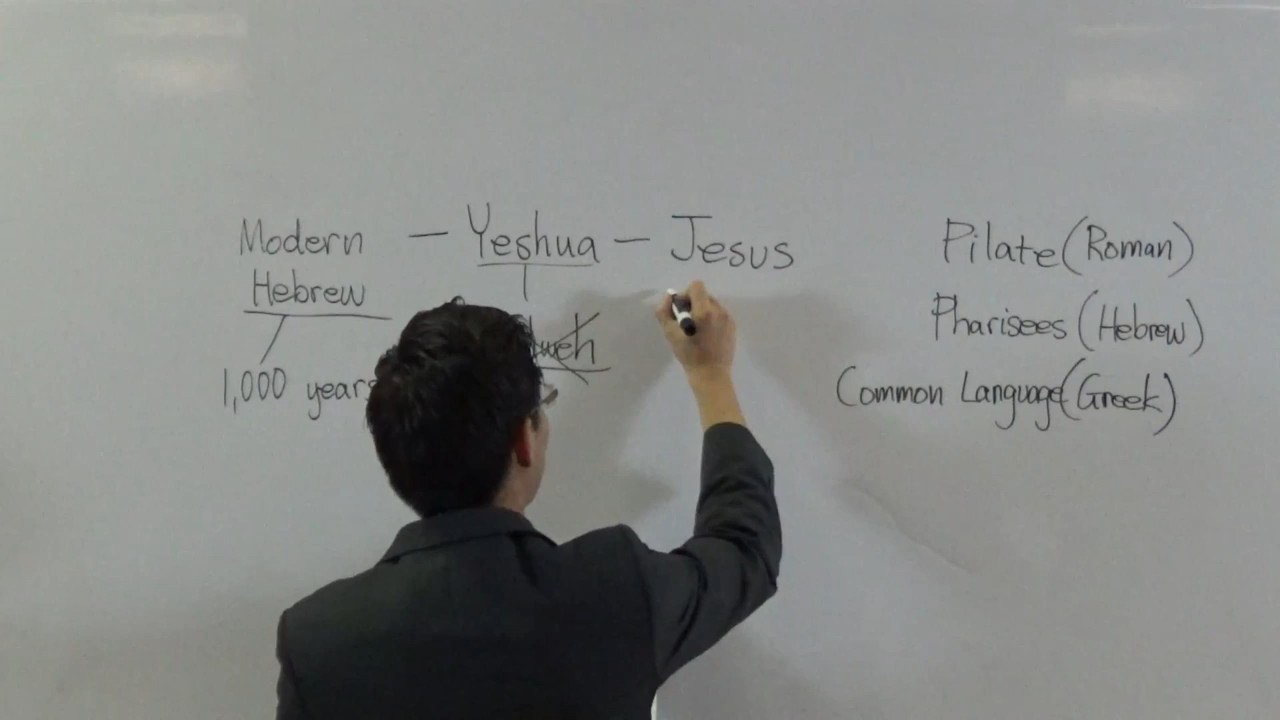 Modern — Yeshua — Jesus
Hebrew
1,000 years
Pilate (Roman)
Pharisees (Hebrew)
Common Language (Greek)